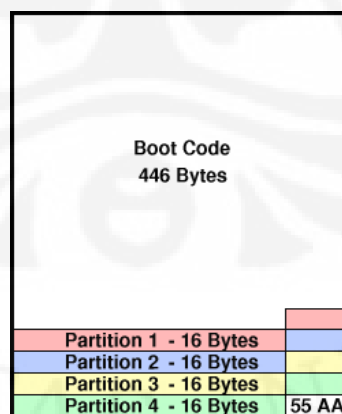 Boot Code
446 Bytes
Partition 1 - 16 Bytes
Partition 2 - 16 Bytes
Partition 3 - 16 Bytes
Partition 4 - 16 Bytes 55 AA